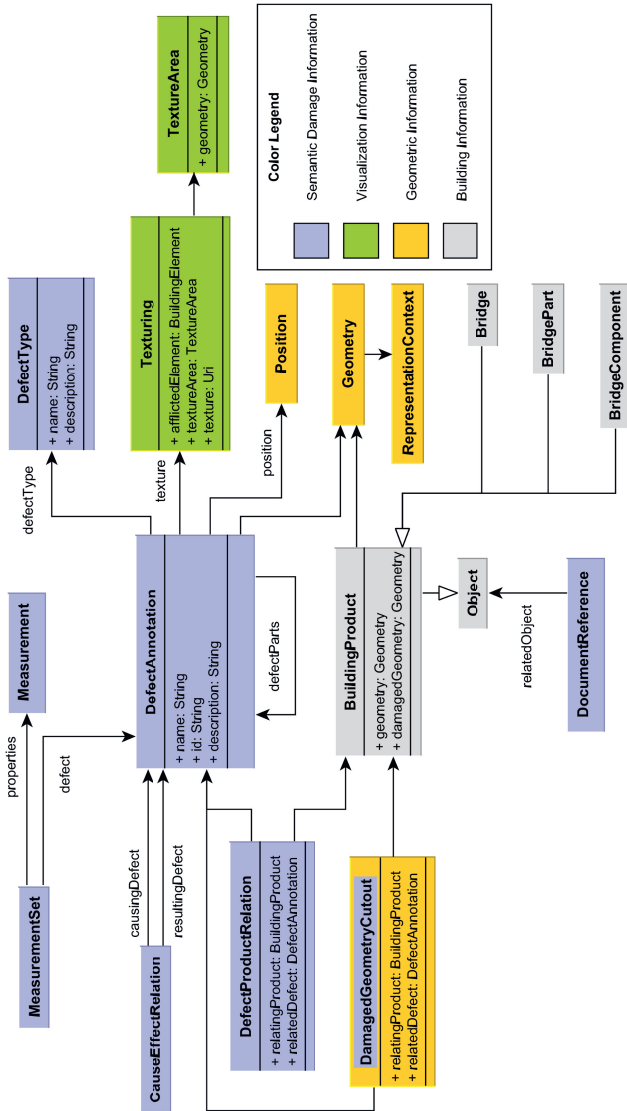 MeasurementSet
properties
defect
Measurement
CauseEffectRelation
causingDefect
resultingDefect
DefectAnnotation
+ name: String
+ id: String
+ description: String
defectParts
defectType
DefectType
+ name: String
+ description: String
texture
Texturing
+ afflictedElement: BuildingElement
+ textureArea: TextureArea
+ texture: Uri
TextureArea
+ geometry: Geometry
position
Position
Geometry
RepresentationContext
DefectProductRelation
+ relatingProduct: BuildingProduct
+ relatedDefect: DefectAnnotation
DamagedGeometryCutout
+ relatingProduct: BuildingProduct
+ relatedDefect: DefectAnnotation
BuildingProduct
+ geometry: Geometry
+ damagedGeometry: Geometry
Object
relatedObject
DocumentReference
Bridge
BridgePart
BridgeComponent
Color Legend
Semantic Damage Information
Visualization Information
Geometric Information
Building Information